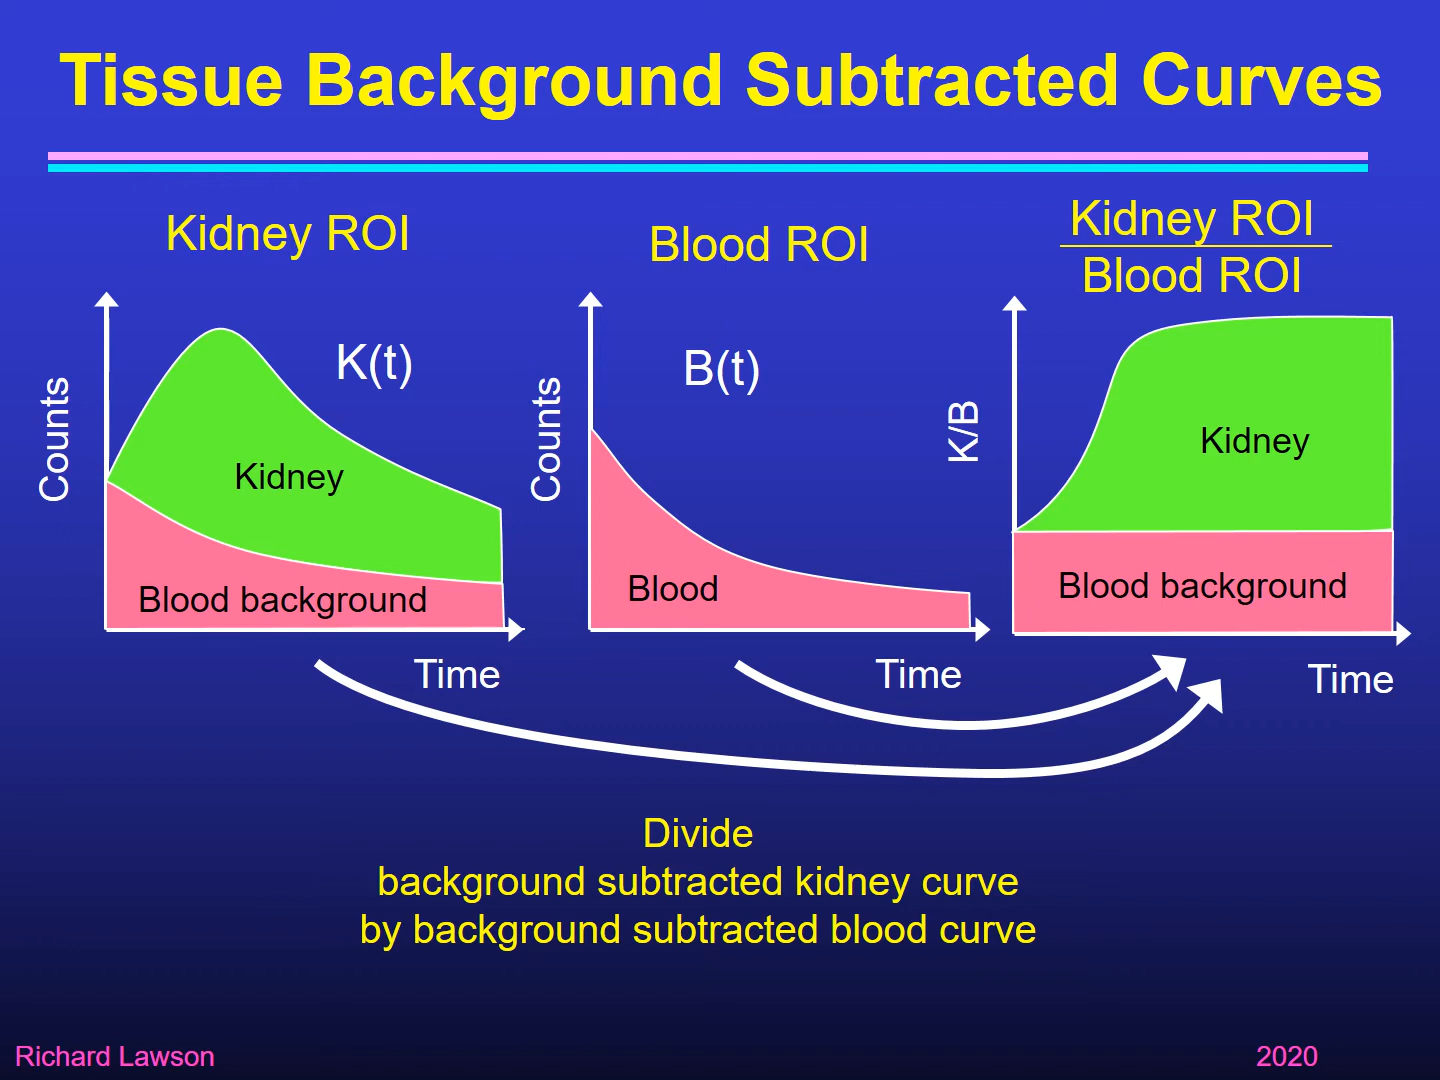 Tissue Background Subtracted Curves
Kidney ROI
Counts
K(t)
Kidney
Blood background
Time
Blood ROI
Counts
B(t)
Blood
Time
Kidney ROI
Blood ROI
K/B
Kidney
Blood background
Time
Divide
background subtracted kidney curve
by background subtracted blood curve
Richard Lawson
2020